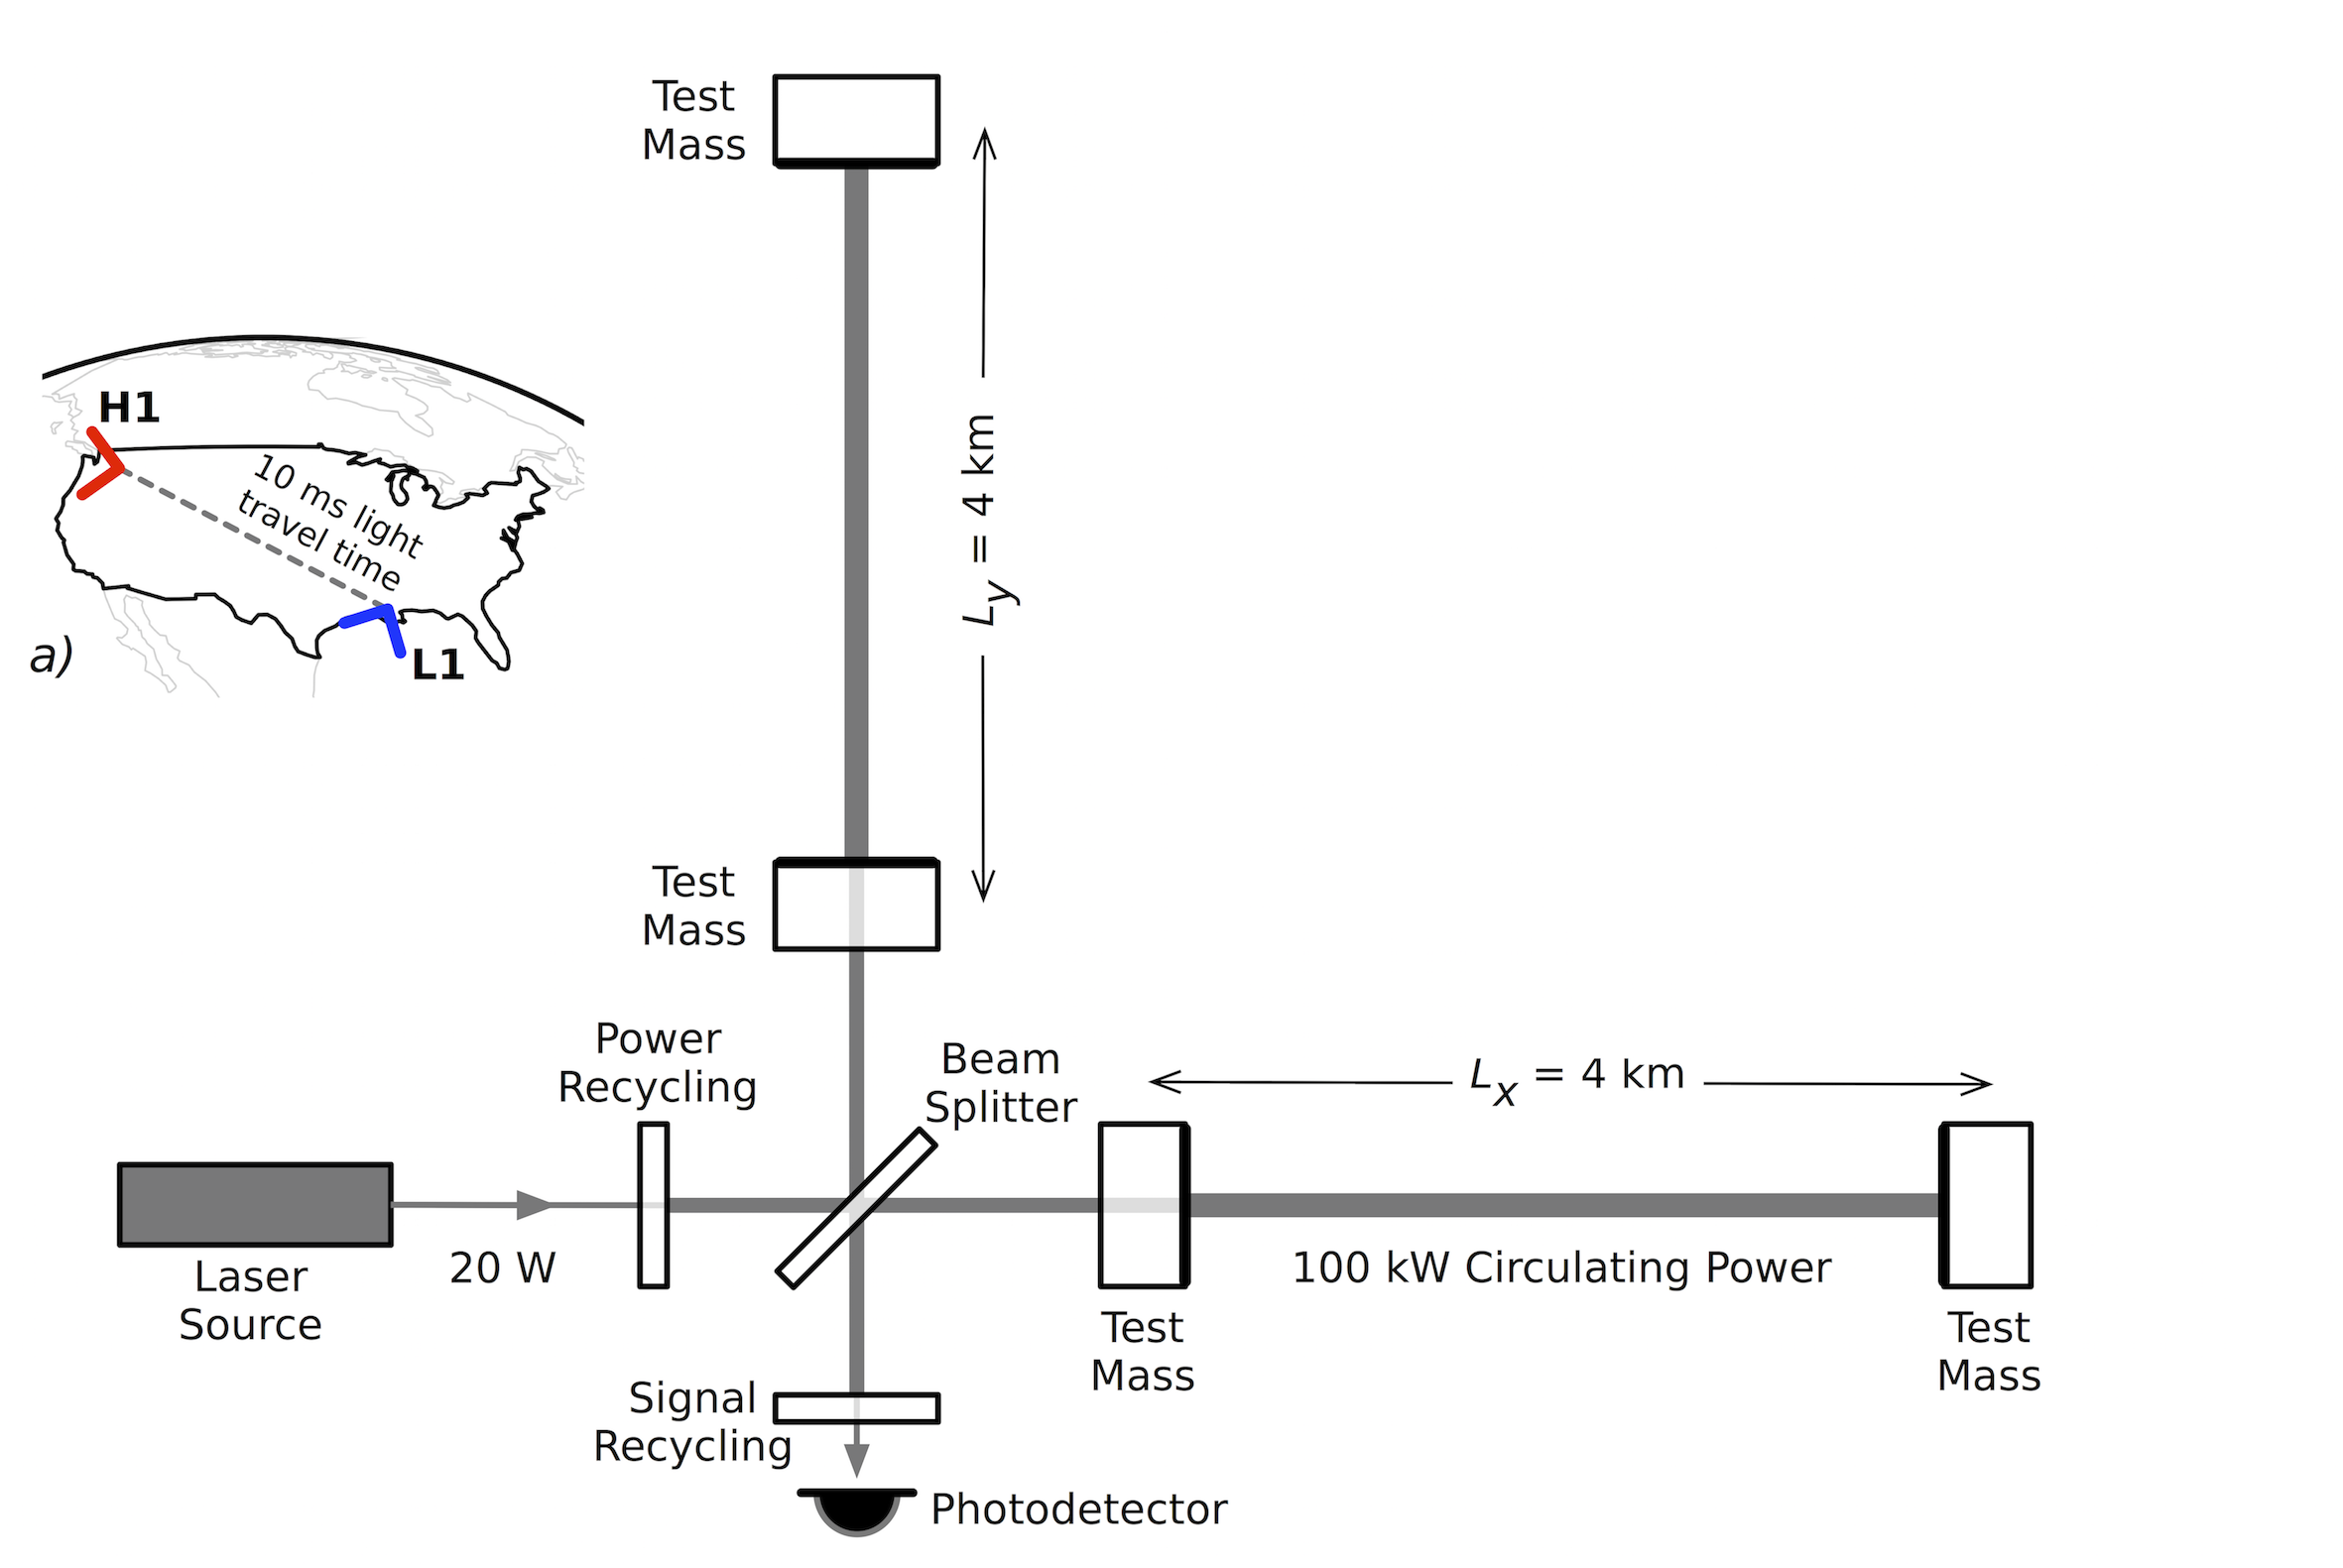 Test
Mass
L_y = 4 km
H1
10 ms light
travel time
L1
a)
Test
Mass
Power
Recycling
Beam
Splitter
L_x = 4 km
20 W
100 kW Circulating Power
Laser
Source
Test
Mass
Test
Mass
Signal
Recycling
Photodetector